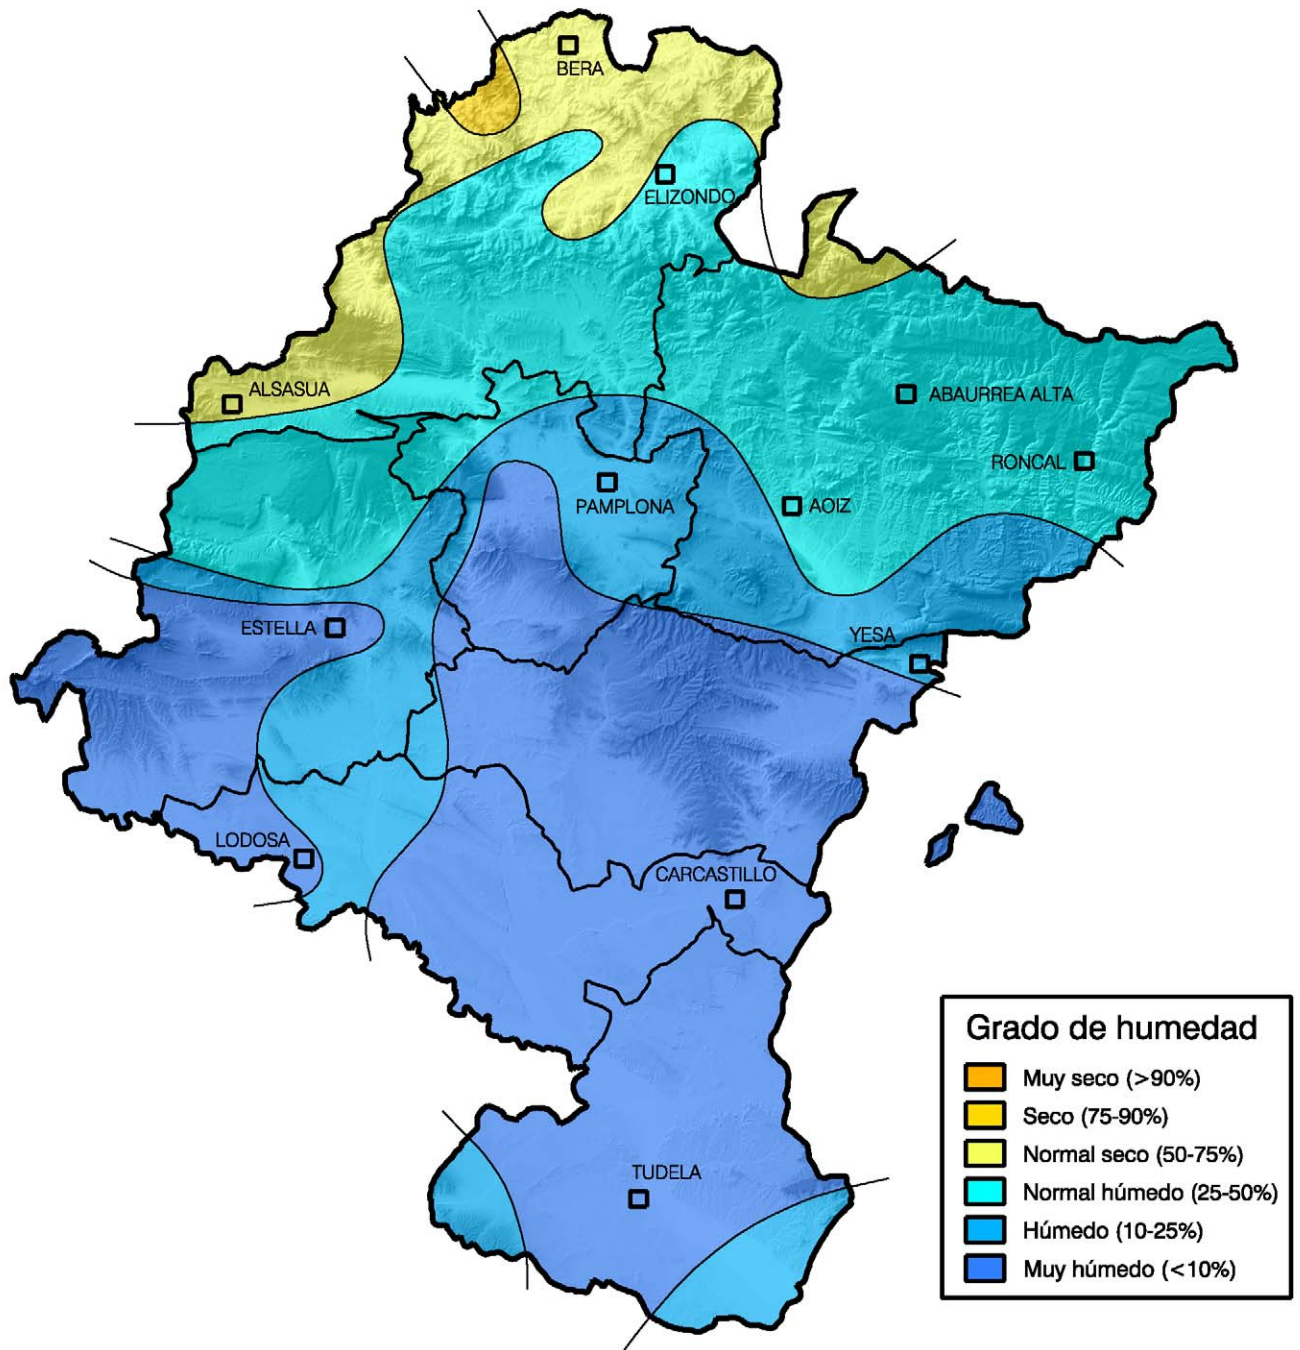 BERA
ELIZONDO
ALSASUA
ABAURREA ALTA
RONCAL
PAMPLONA
AOIZ
ESTELLA
YESA
LODOSA
CARCASTILLO
TUDELA
Grado de humedad
Muy seco (>90%)
Seco (75-90%)
Normal seco (50-75%)
Normal húmedo (25-50%)
Húmedo (10-25%)
Muy húmedo (<10%)